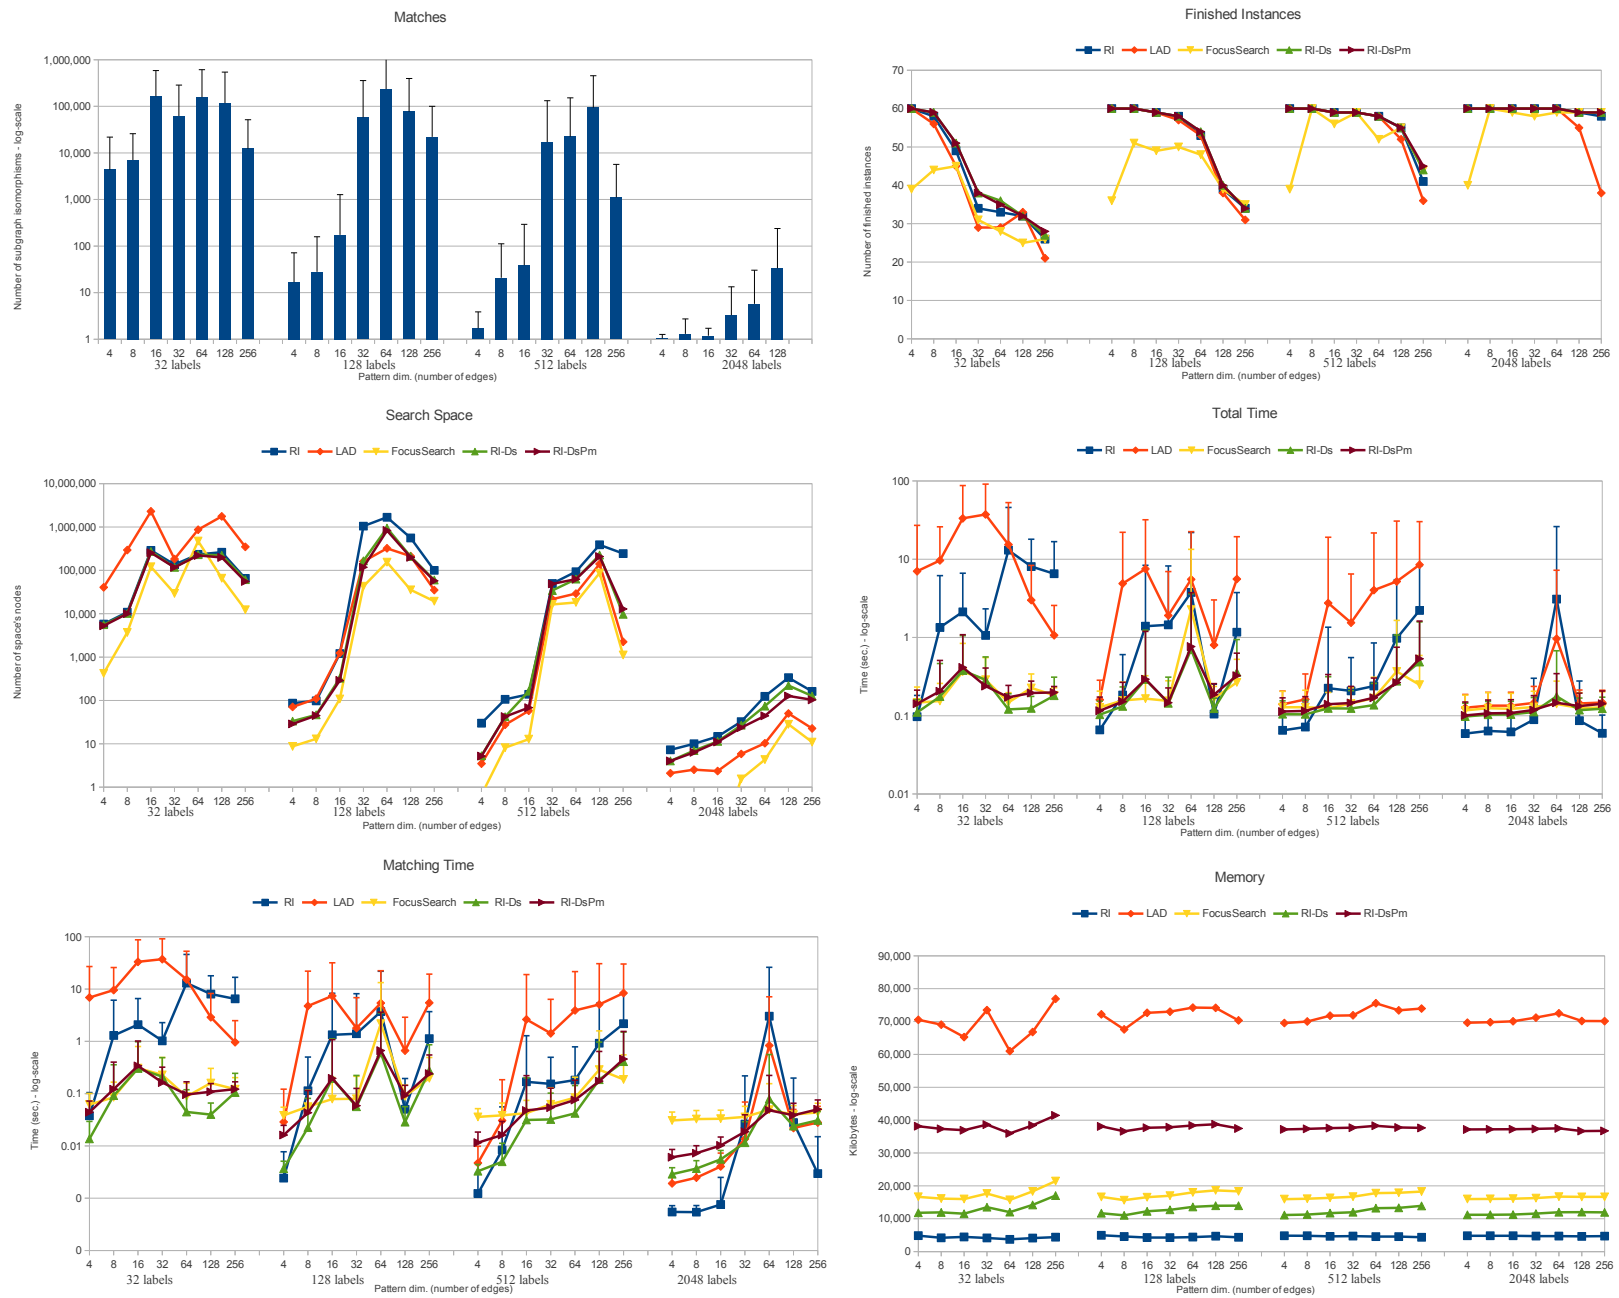 Matches
Number of subgraph isomorphisms - log-scale
1,000,000
100,000
10,000
1,000
100
10
1
4 8 16 32 64 128 256 4 8 16 32 64 128 256 4 8 16 32 64 128 256 4 8 16 32 64 128
32 labels 128 labels 512 labels 2048 labels
Pattern dim. (number of edges)
Finished Instances
RI LAD FocusSearch RI-Ds RI-DsPm
Number of finished instances
70
60
50
40
30
20
10
0
4 8 16 32 64 128 256 4 8 16 32 64 128 256 4 8 16 32 64 128 256 4 8 16 32 64 128 256
32 labels 128 labels 512 labels 2048 labels
Pattern dim. (number of edges)
Search Space
RI LAD FocusSearch RI-Ds RI-DsPm
Number of space's nodes
10,000,000
1,000,000
100,000
10,000
1,000
100
10
1
4 8 16 32 64 128 256 4 8 16 32 64 128 256 4 8 16 32 64 128 256 4 8 16 32 64 128 256
32 labels 128 labels 512 labels 2048 labels
Pattern dim. (number of edges)
Total Time
RI LAD FocusSearch RI-Ds RI-DsPm
Time (sec.) - log-scale
100
10
1
0.1
0.01
4 8 16 32 64 128 256 4 8 16 32 64 128 256 4 8 16 32 64 128 256 4 8 16 32 64 128 256
32 labels 128 labels 512 labels 2048 labels
Pattern dim. (number of edges)
Matching Time
RI LAD FocusSearch RI-Ds RI-DsPm
Time (sec.) - log-scale
100
10
1
0.1
0.01
0
0
4 8 16 32 64 128 256 4 8 16 32 64 128 256 4 8 16 32 64 128 256 4 8 16 32 64 128 256
32 labels 128 labels 512 labels 2048 labels
Pattern dim. (number of edges)
Memory
RI LAD FocusSearch RI-Ds RI-DsPm
Kilobytes - log-scale
90,000
80,000
70,000
60,000
50,000
40,000
30,000
20,000
10,000
0
4 8 16 32 64 128 256 4 8 16 32 64 128 256 4 8 16 32 64 128 256 4 8 16 32 64 128 256
32 labels 128 labels 512 labels 2048 labels
Pattern dim. (number of edges)